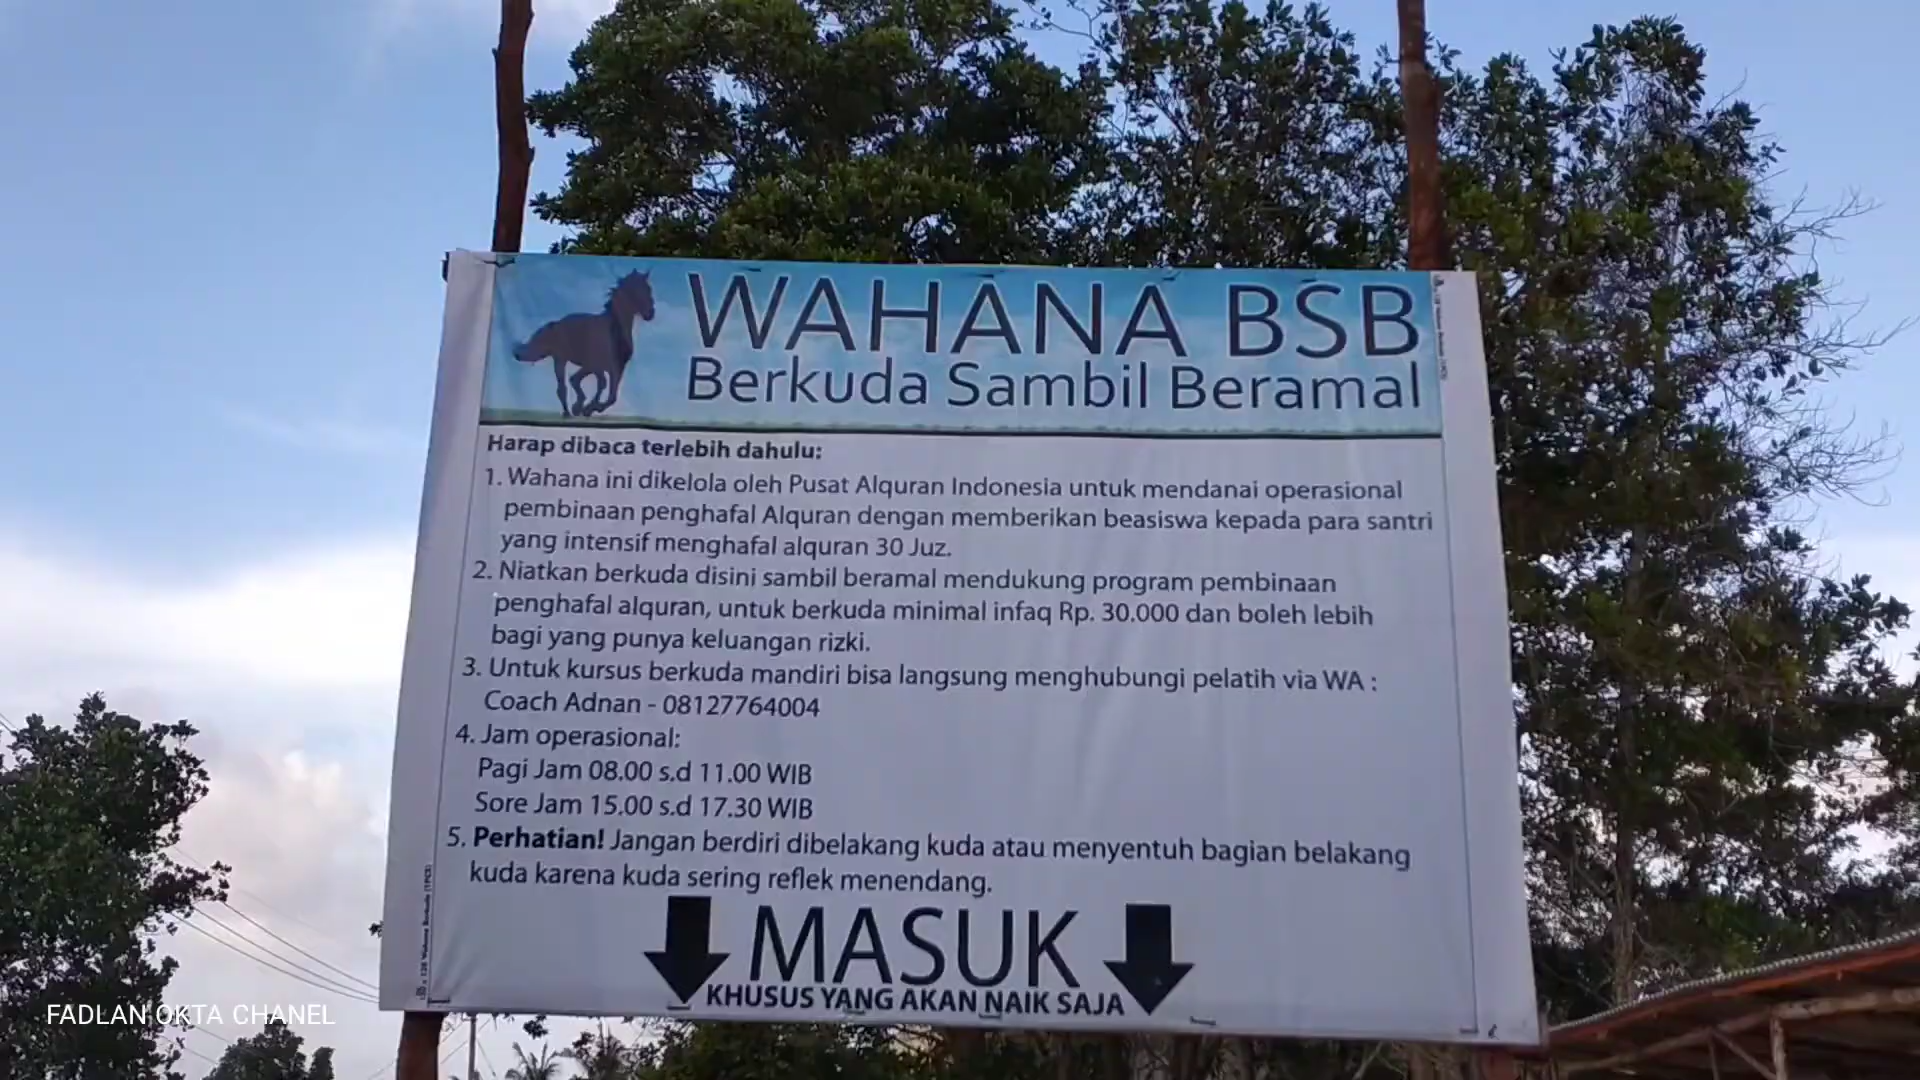 WAHANA BSB
Berkuda Sambil Beramal
Harap dibaca terlebih dahulu:
1. Wahana ini dikelola oleh Pusat Alquran Indonesia untuk mendanai operasional
pembinaan penghafal Alquran dengan memberikan beasiswa kepada para santri
yang intensif menghafal alquran 30 Juz.
2. Niatkan berkuda disini sambil beramal mendukung program pembinaan
penghafal alquran, untuk berkuda minimal infaq Rp. 30.000 dan boleh lebih
bagi yang punya keluangan rizki.
3. Untuk kursus berkuda mandiri bisa langsung menghubungi pelatih via WA :
Coach Adnan - 08127764004
4. Jam operasional:
Pagi Jam 08.00 s.d 11.00 WIB
Sore Jam 15.00 s.d 17.30 WIB
5. Perhatian! Jangan berdiri dibelakang kuda atau menyentuh bagian belakang
kuda karena kuda sering reflek menendang.
MASUK
KHUSUS YANG AKAN NAIK SAJA
FADLAN OKTA CHANEL